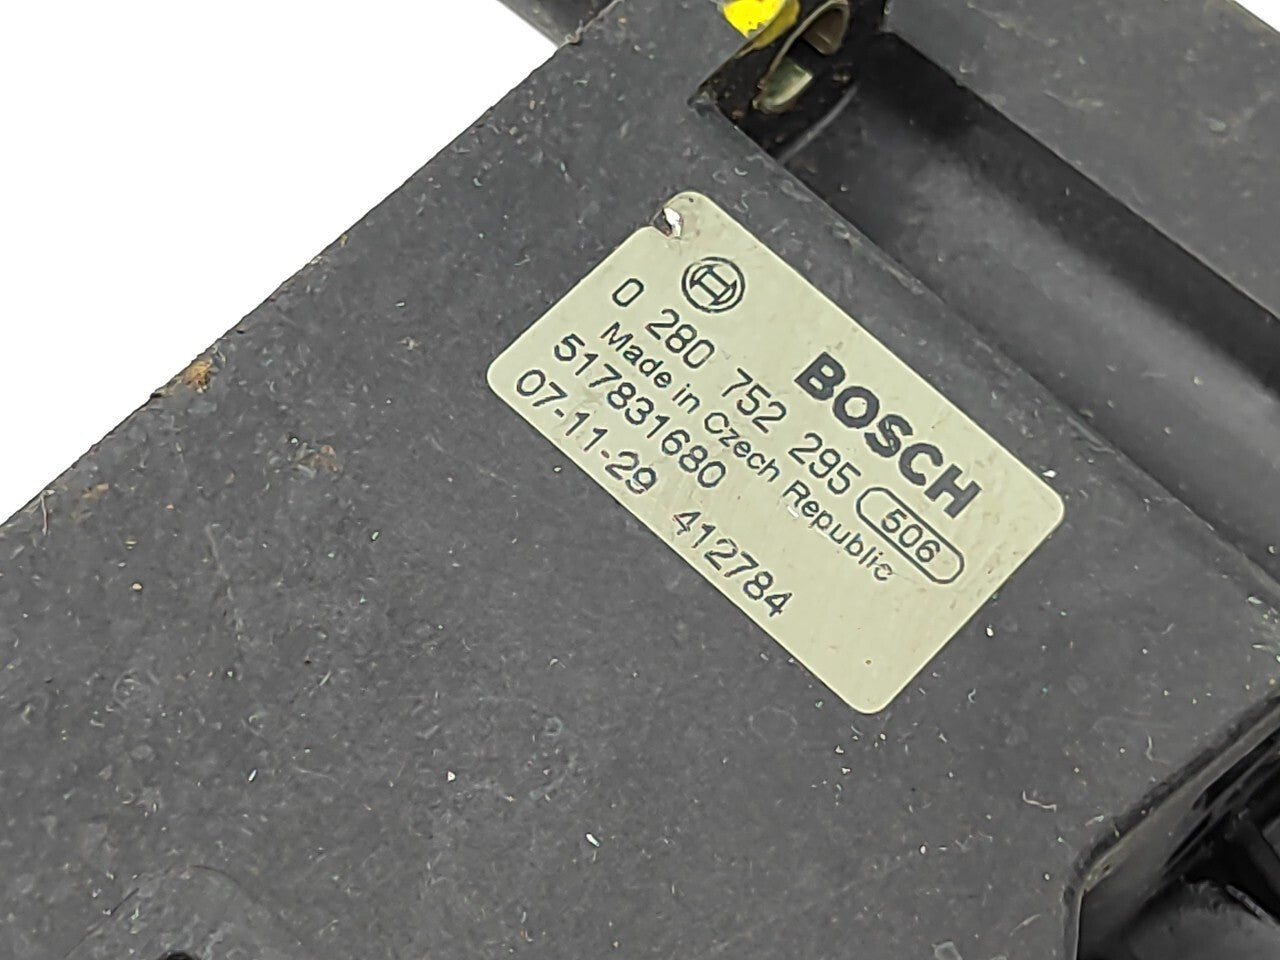 BOSCH
0 280 752 295 506
Made in Czech Republic
517831680
07-11-29 412784